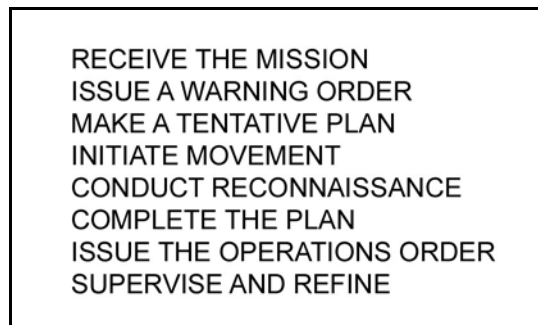 RECEIVE THE MISSION
ISSUE A WARNING ORDER
MAKE A TENTATIVE PLAN
INITIATE MOVEMENT
CONDUCT RECONNAISSANCE
COMPLETE THE PLAN
ISSUE THE OPERATIONS ORDER
SUPERVISE AND REFINE